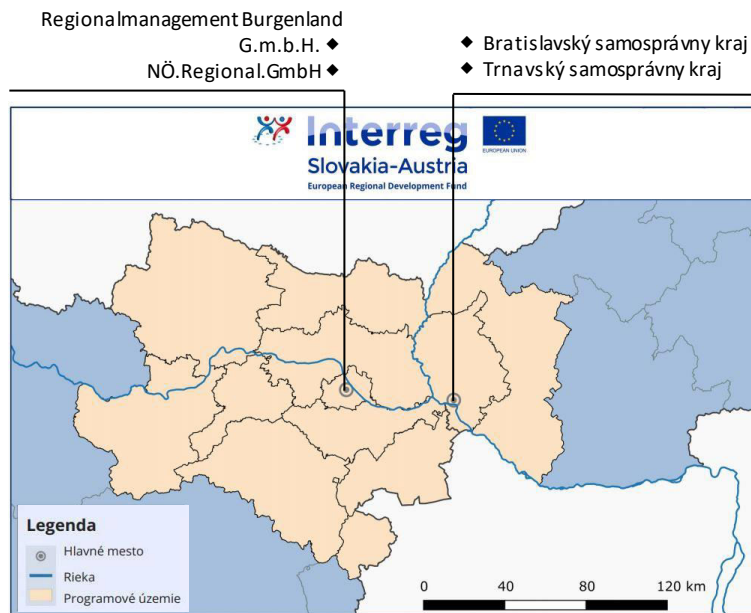 Regionalmanagement Burgenland
G.m.b.H. ◆
NÖ.Regional.GmbH ◆
◆ Bratislavský samosprávny kraj
◆ Trnavský samosprávny kraj
Interreg
EUROPEAN UNION
Slovakia-Austria
European Regional Development Fund
Legenda
Hlavné mesto
Rieka
Programové územie
0 40 80 120 km